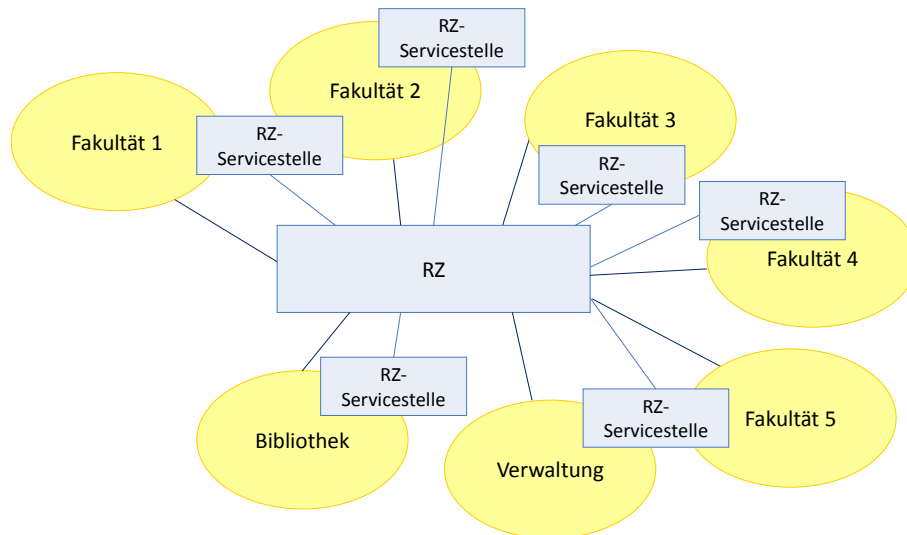 RZ-
Servicestelle
Fakultät 2
Fakultät 1
RZ-
Servicestelle
Fakultät 3
RZ-
Servicestelle
RZ-
Servicestelle
Fakultät 4
RZ
RZ-
Servicestelle
Bibliothek
RZ-
Servicestelle
Fakultät 5
Verwaltung